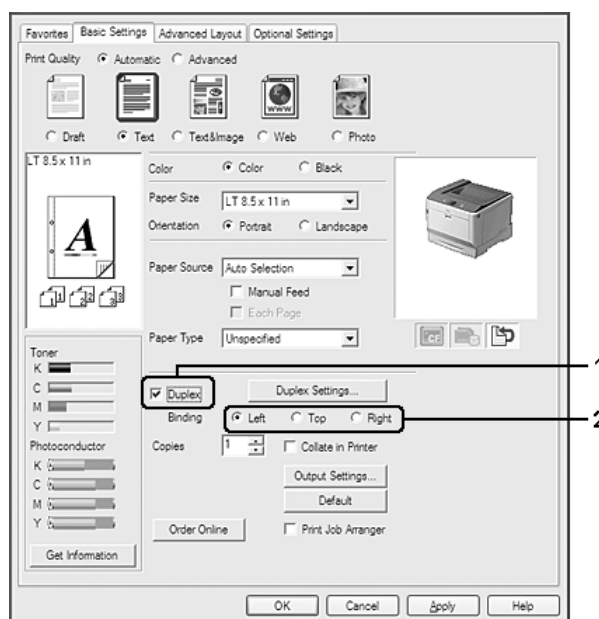 Favorites Basic Settings Advanced Layout Optional Settings
Print Quality Automatic Advanced
Draft Text Text&Image Web Photo
LT 8.5 x 11 in
Color Color Black
Paper Size LT 8.5 x 11 in
Orientation Portrait Landscape
Paper Source Auto Selection
Manual Feed
Each Page
Paper Type Unspecified
Toner
K
C
M
Y
Photoconductor
K
C
M
Y
Get Information
Duplex Duplex Settings...
1
Binding Left Top Right
2
Copies 1 Collate in Printer
Output Settings...
Default
Order Online Print Job Arranger
OK Cancel Apply Help